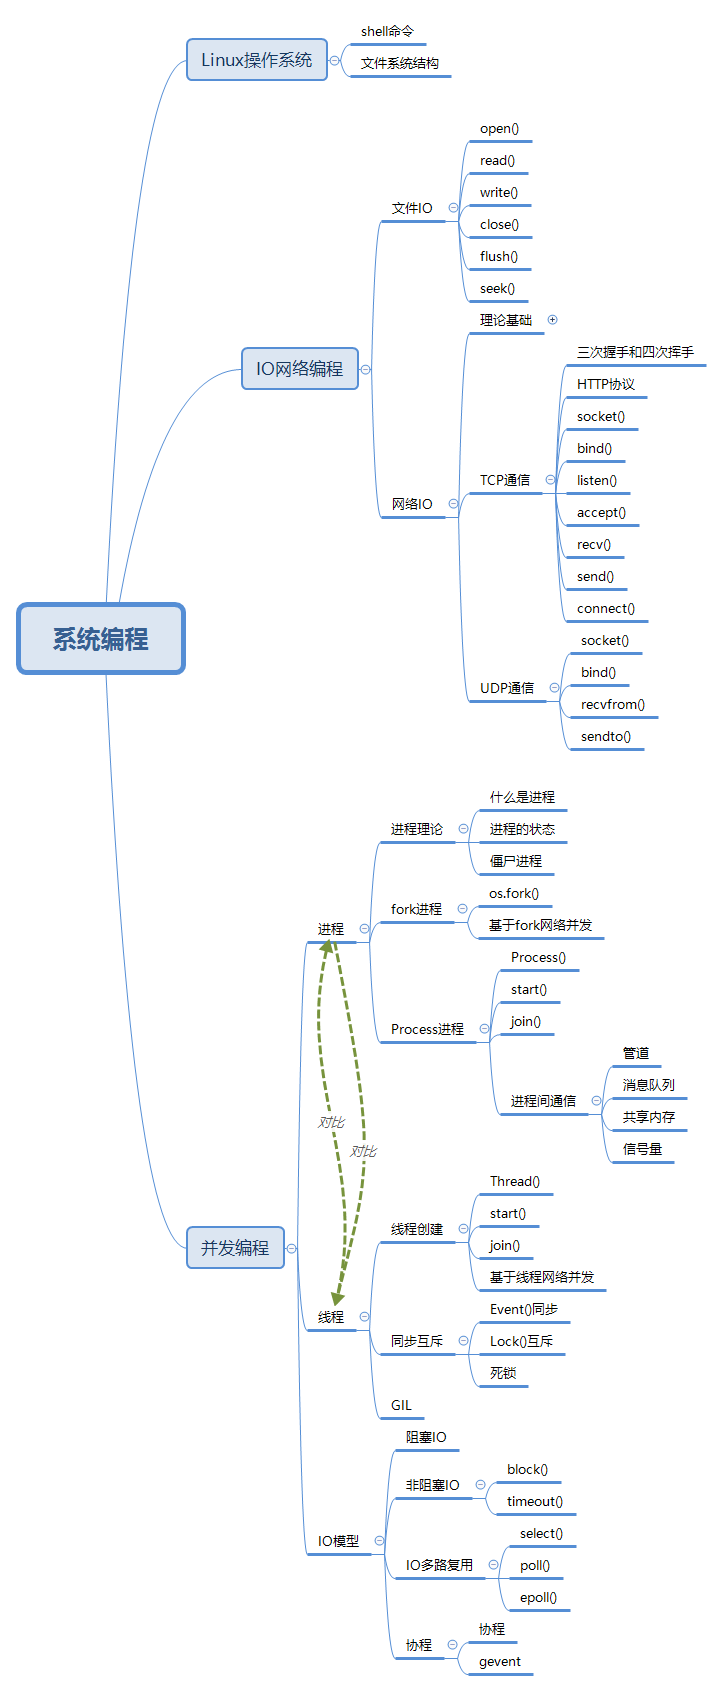 系统编程
Linux操作系统
shell命令
文件系统结构
IO网络编程
文件IO
open()
read()
write()
close()
flush()
seek()
网络IO
理论基础
TCP通信
三次握手和四次挥手
HTTP协议
socket()
bind()
listen()
accept()
recv()
send()
connect()
UDP通信
socket()
bind()
recvfrom()
sendto()
并发编程
进程
进程理论
什么是进程
进程的状态
僵尸进程
fork进程
os.fork()
基于fork网络并发
Process进程
Process()
start()
join()
进程间通信
管道
消息队列
共享内存
信号量
对比
对比
线程
线程创建
Thread()
start()
join()
基于线程网络并发
同步互斥
Event()同步
Lock()互斥
死锁
GIL
IO模型
阻塞IO
非阻塞IO
block()
timeout()
IO多路复用
select()
poll()
epoll()
协程
协程
gevent